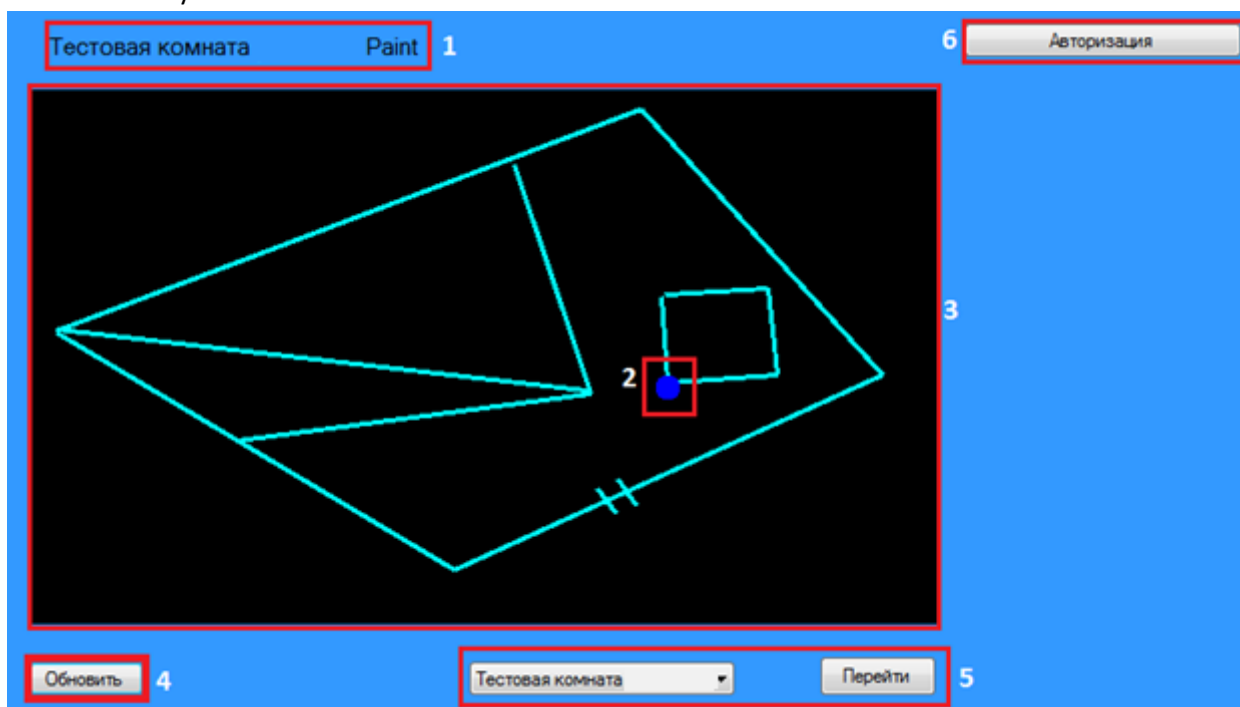 Тестовая комната Paint 1
6 Авторизация
3
2
Обновить 4
Тестовая комната Перейти 5